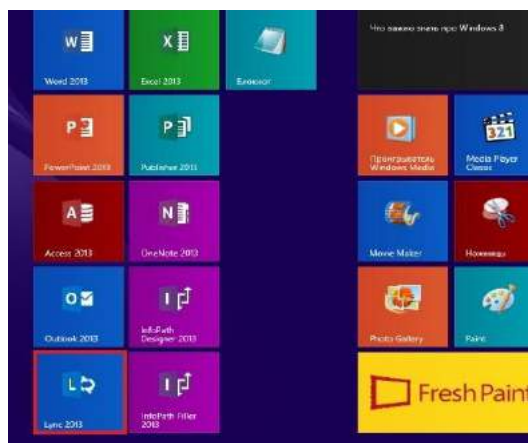 Что важно знать про Windows 8
Word 2013
Excel 2013
Блокнот
PowerPoint 2013
Publisher 2013
Проигрыватель
Windows Media
Media Player
Classic
321
Access 2013
OneNote 2013
Movie Maker
Ножницы
Outlook 2013
InfoPath
Designer 2013
Photo Gallery
Paint
Lync 2013
InfoPath Filler
2013
Fresh Paint